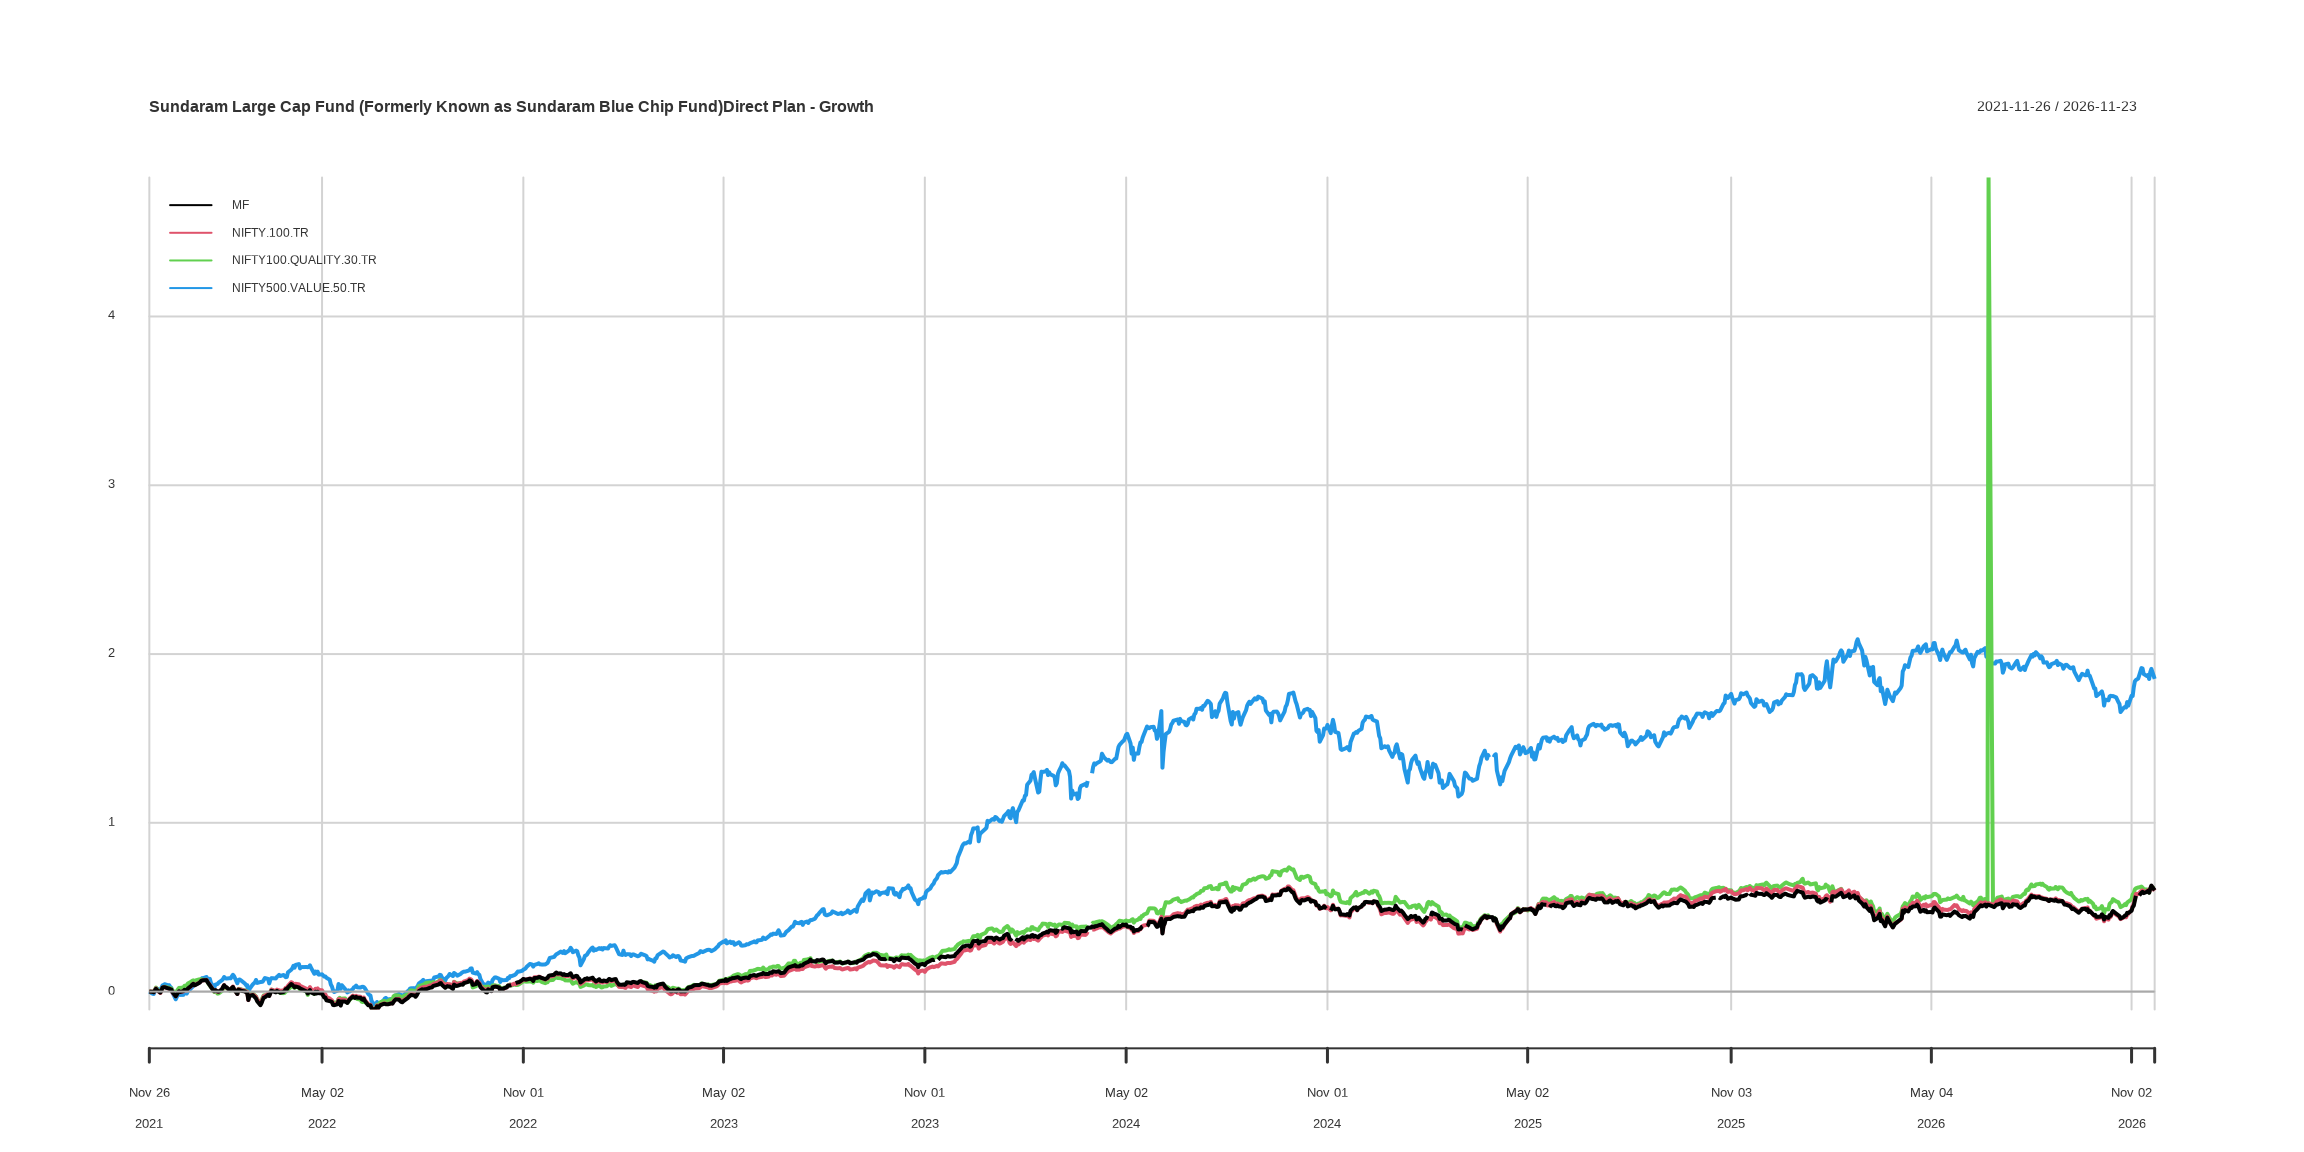 Sundaram Large Cap Fund (Formerly Known as Sundaram Blue Chip Fund)Direct Plan - Growth
2021-11-26 / 2026-11-23
MF
NIFTY.100.TR
NIFTY100.QUALITY.30.TR
NIFTY500.VALUE.50.TR
4
3
2
1
0
Nov 26 May 02 Nov 01 May 02 Nov 01 May 02 Nov 01 May 02 Nov 03 May 04 Nov 02
2021 2022 2022 2023 2023 2024 2024 2025 2025 2026 2026